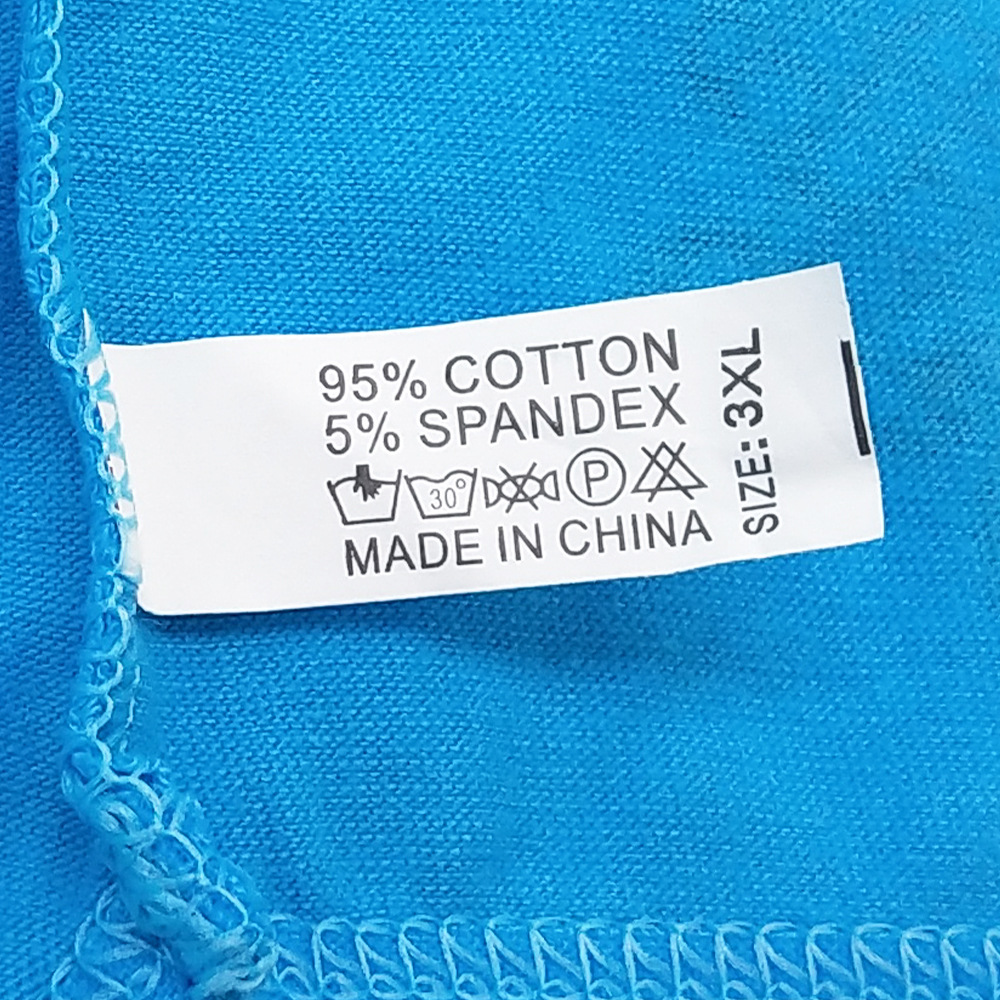 95% COTTON
5% SPANDEX
30°
P
MADE IN CHINA
SIZE: 3XL